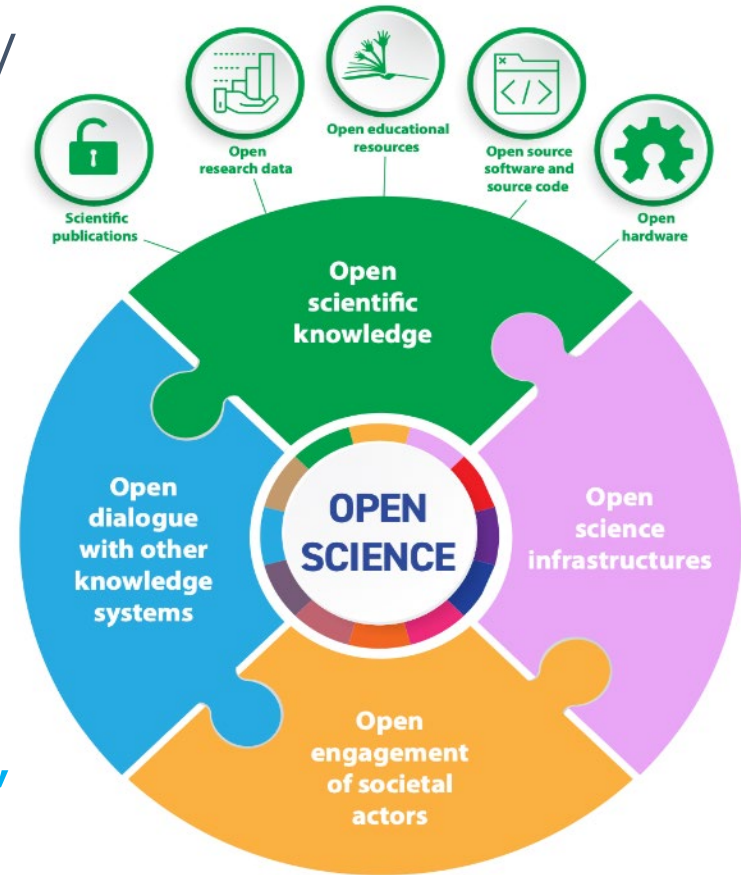 Scientific
publications
Open
research data
Open educational
resources
Open source
software and
source code
Open
hardware
Open
scientific
knowledge
Open
dialogue
with other
knowledge
systems
OPEN
SCIENCE
Open
science
infrastructures
Open
engagement
of societal
actors